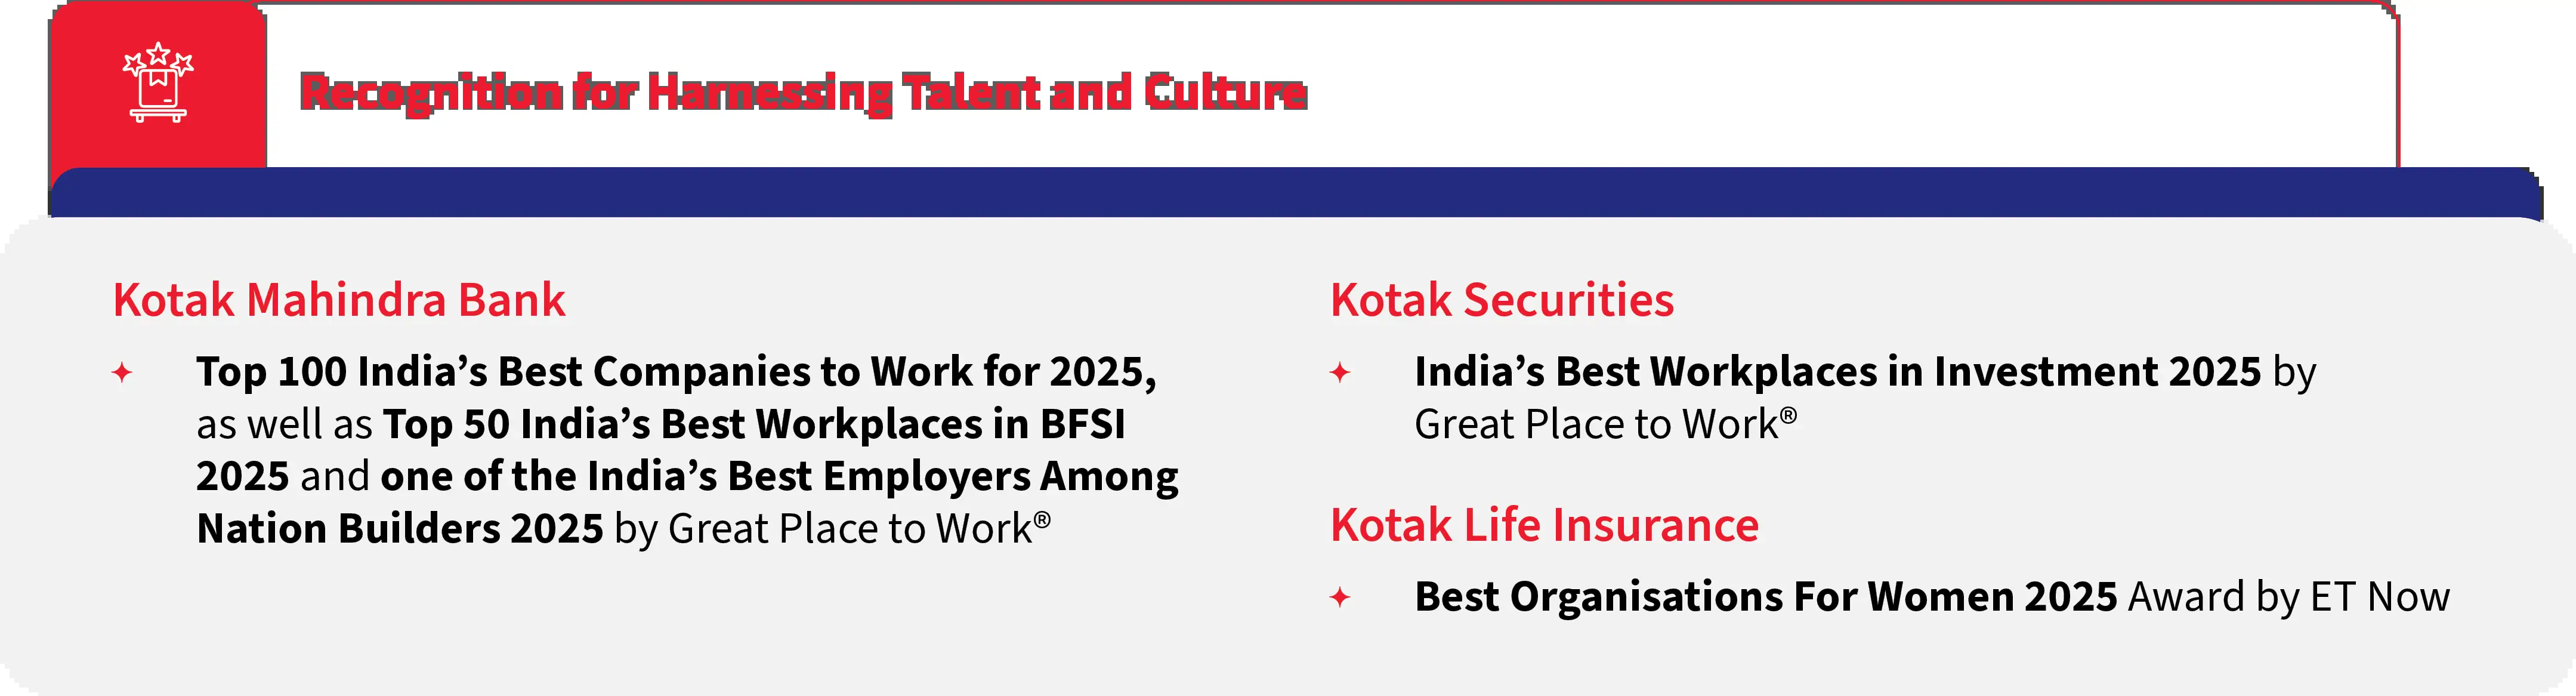 Recognition for Harnessing Talent and Culture
Kotak Mahindra Bank
Top 100 India’s Best Companies to Work for 2025,
as well as Top 50 India’s Best Workplaces in BFSI
2025 and one of the India’s Best Employers Among
Nation Builders 2025 by Great Place to Work®
Kotak Securities
India’s Best Workplaces in Investment 2025 by
Great Place to Work®
Kotak Life Insurance
Best Organisations For Women 2025 Award by ET Now